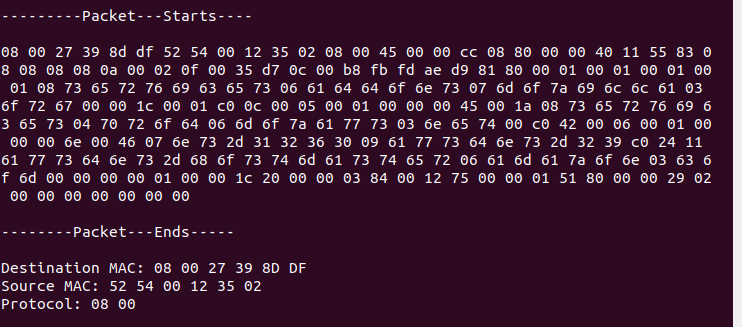 ---------Packet---Starts----
08 00 27 39 8d df 52 54 00 12 35 02 08 00 45 00 00 cc 08 80 00 00 40 11 55 83 0
8 08 08 08 0a 00 02 0f 00 35 d7 0c 00 b8 fb fd ae d9 81 80 00 01 00 01 00 01 00
01 08 73 65 72 76 69 63 65 73 06 61 64 64 6f 6e 73 07 6d 6f 7a 69 6c 6c 61 03
6f 72 67 00 00 1c 00 01 c0 0c 00 05 00 01 00 00 00 45 00 1a 08 73 65 72 76 69 6
3 65 73 04 70 72 6f 64 06 6d 6f 7a 61 77 73 03 6e 65 74 00 c0 42 00 06 00 01 00
00 00 6e 00 46 07 6e 73 2d 31 32 36 30 09 61 77 73 64 6e 73 2d 32 39 c0 24 11
61 77 73 64 6e 73 2d 68 6f 73 74 6d 61 73 74 65 72 06 61 6d 61 7a 6f 6e 03 63 6
f 6d 00 00 00 00 01 00 00 1c 20 00 00 03 84 00 12 75 00 00 01 51 80 00 00 29 02
00 00 00 00 00 00 00
--------Packet---Ends-----
Destination MAC: 08 00 27 39 8D DF
Source MAC: 52 54 00 12 35 02
Protocol: 08 00